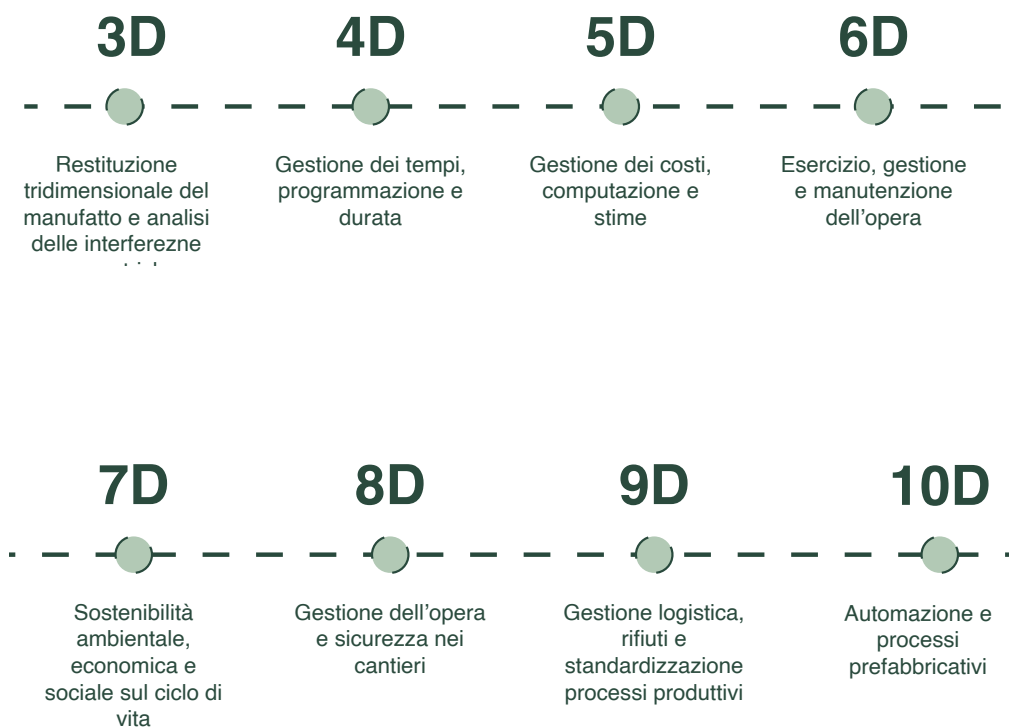 3D 4D 5D 6D
Restituzione
tridimensionale del
manufatto e analisi
delle interferezne
Gestione dei tempi,
programmazione e
durata
Gestione dei costi,
computazione e
stime
Esercizio, gestione
e manutenzione
dell’opera
7D 8D 9D 10D
Sostenibilità
ambientale,
economica e
sociale sul ciclo di
vita
Gestione dell’opera
e sicurezza nei
cantieri
Gestione logistica,
rifiuti e
standardizzazione
processi produttivi
Automazione e
processi
prefabbricativi